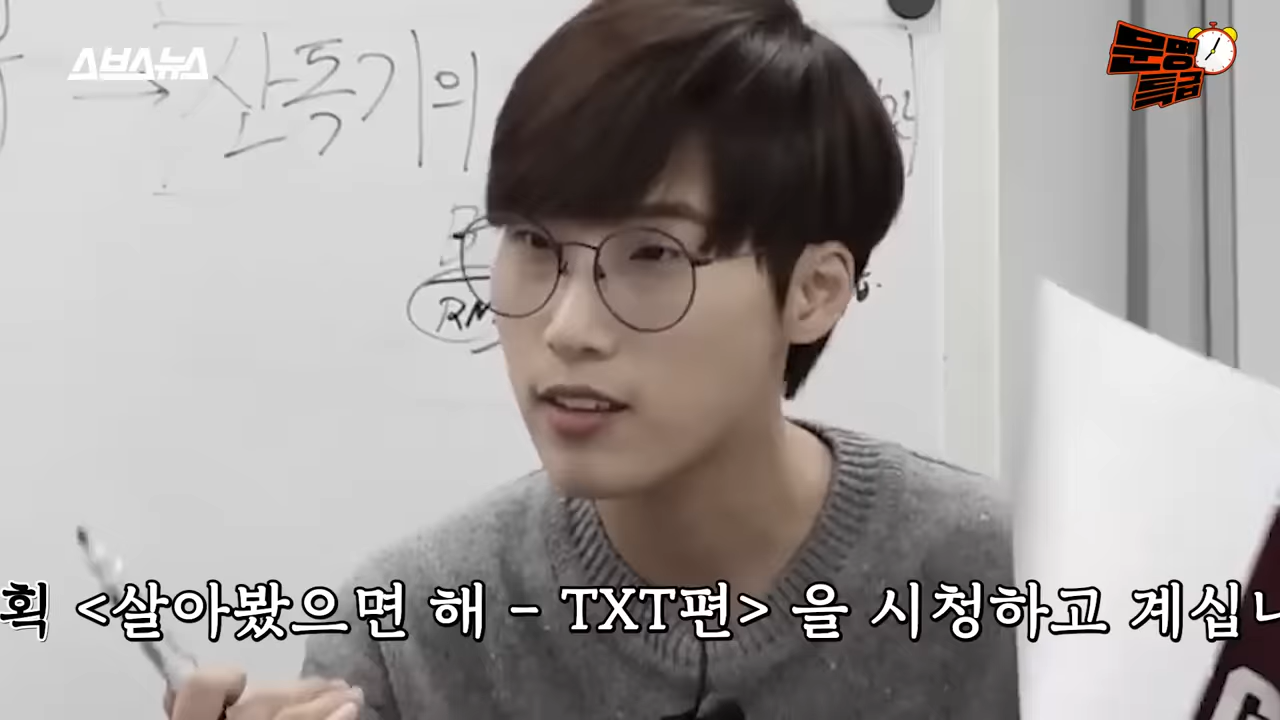 스브스뉴스
문명
특급
산독기의
RM
획 <살아봤으면 해 - TXT편> 을 시청하고 계십니